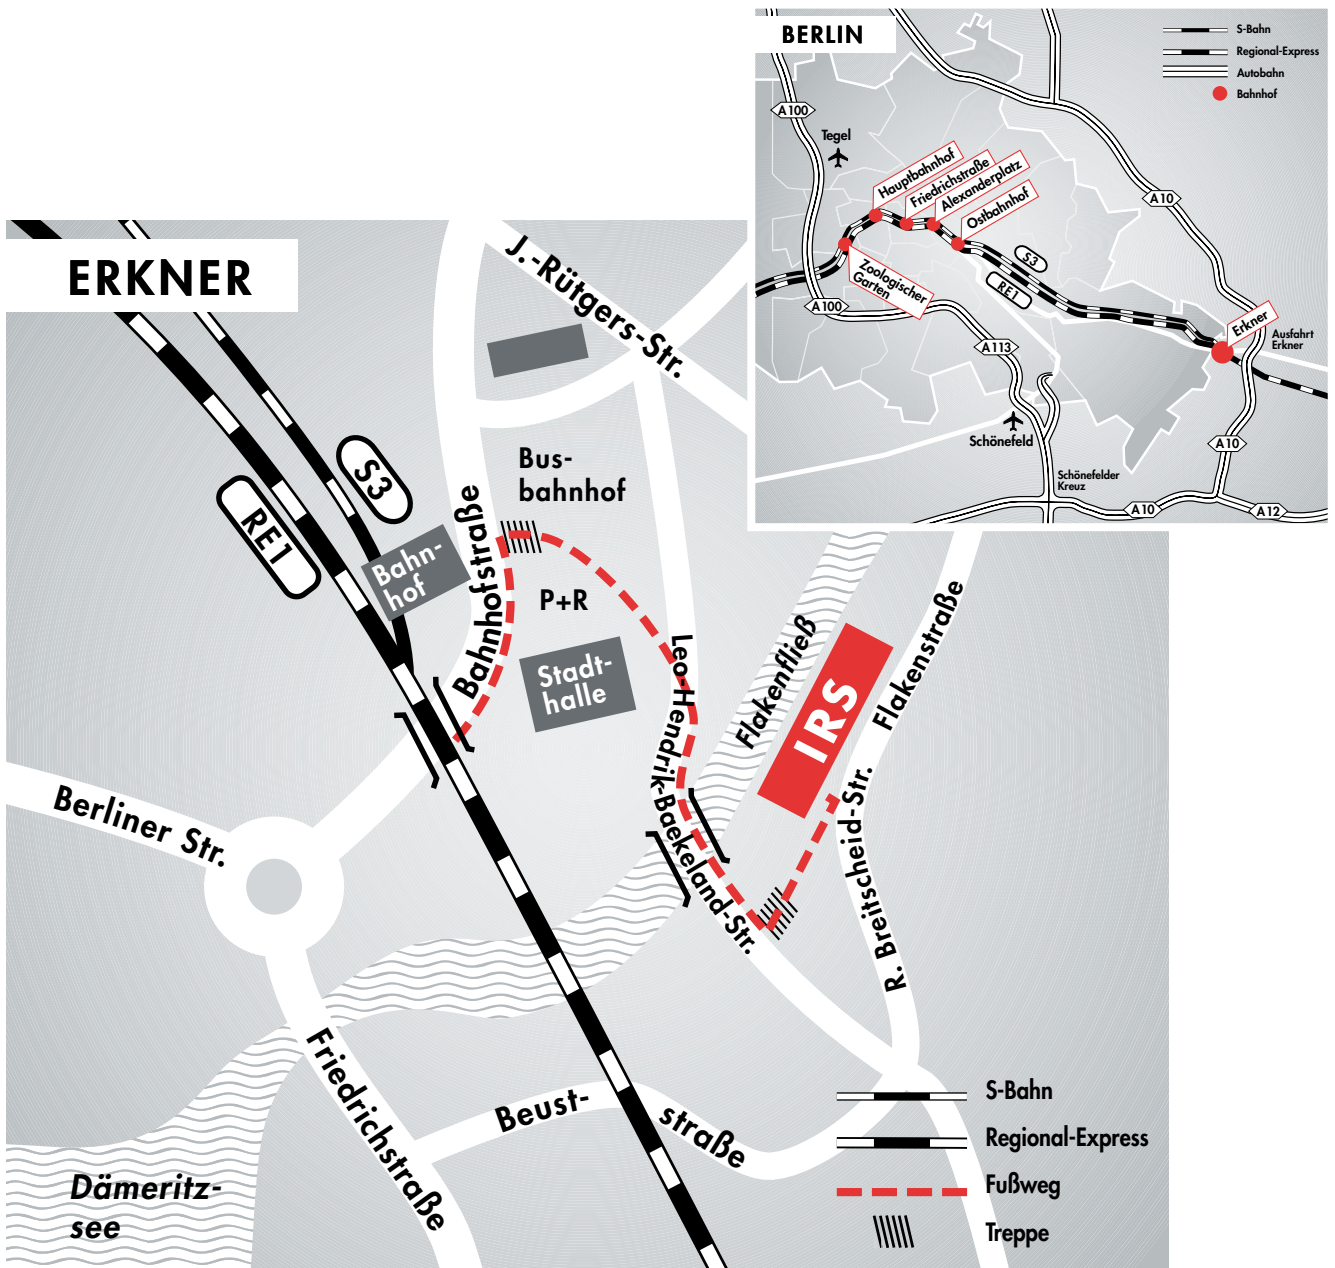 BERLIN
S-Bahn
Regional-Express
Autobahn
Bahnhof
A100
Tegel
Hauptbahnhof
Friedrichstraße
Alexanderplatz
Ostbahnhof
A10
S3
RE1
Zoologischer
Garten
A100
A113
Erkner
Ausfahrt
Erkner
Schönefeld
A10
Schönefelder
Kreuz
A10
A12
ERKNER
J.-Rütgers-Str.
S3
RE1
Bus-
bahnhof
Bahnhofstraße
Bahn-
hof
P+R
Stadt-
halle
Leo-Hendrik-Baekeland-Str.
Flakenfließ
IRS
Flakenstraße
R. Breitscheid-Str.
Berliner Str.
Friedrichstraße
Beust-
straße
Dämeritz-
see
S-Bahn
Regional-Express
Fußweg
Treppe